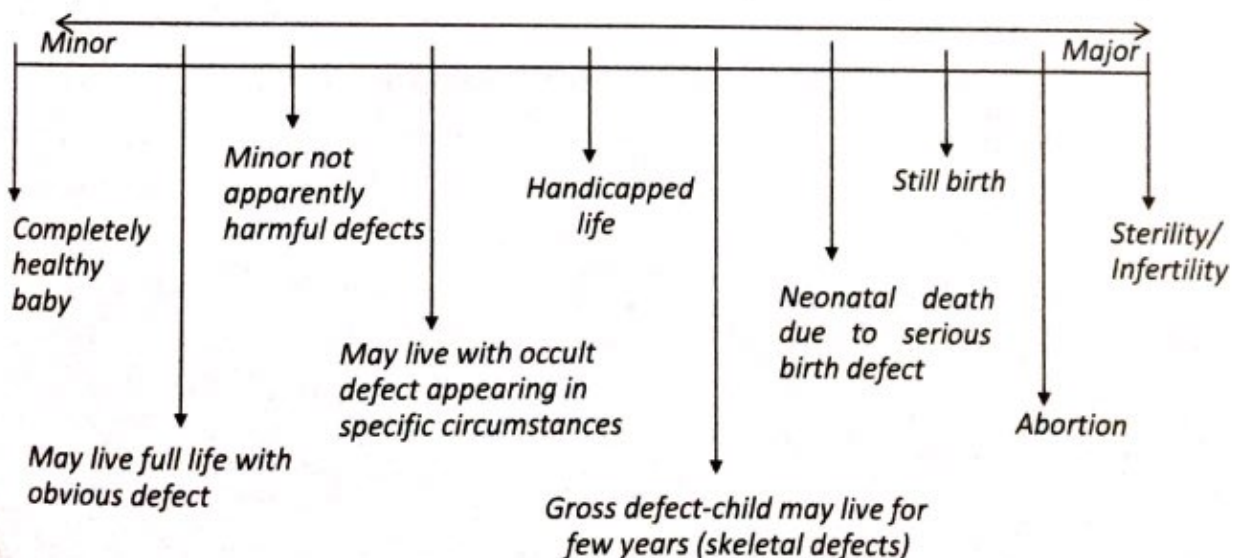 Minor
Major
Completely
healthy
baby
May live full life with
obvious defect
Minor not
apparently
harmful defects
May live with occult
defect appearing in
specific circumstances
Handicapped
life
Gross defect-child may live for
few years (skeletal defects)
Neonatal death
due to serious
birth defect
Still birth
Abortion
Sterility/
Infertility